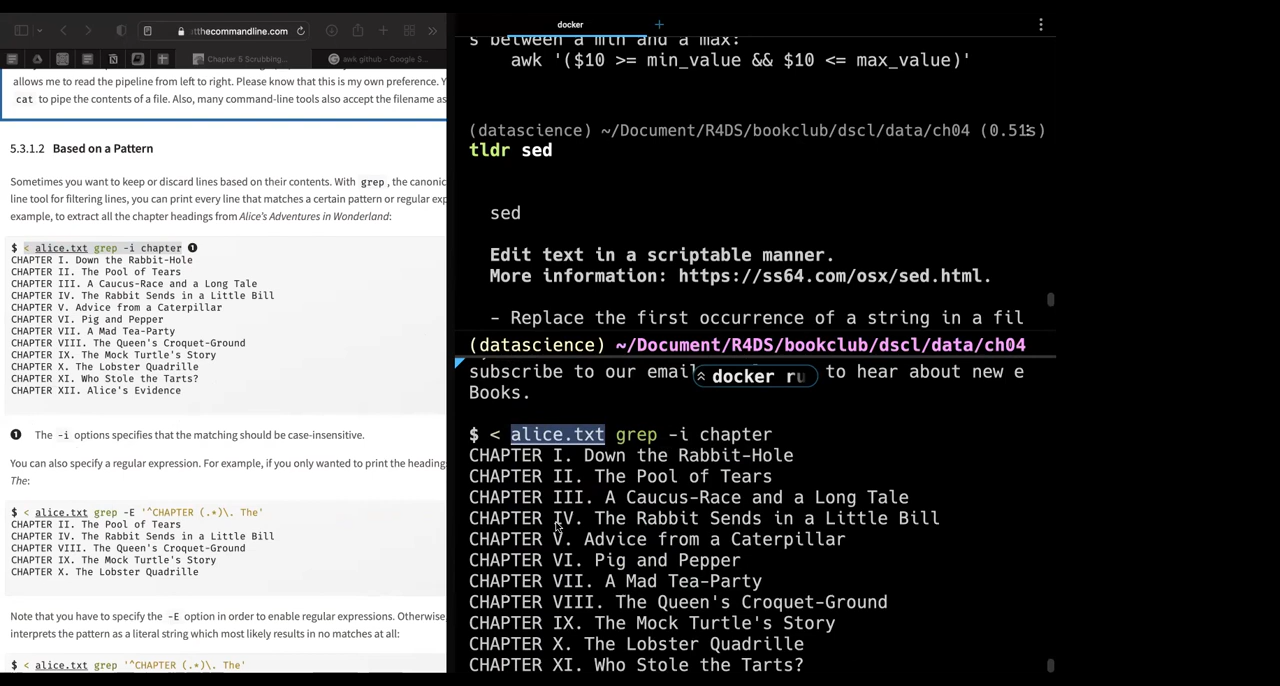 tthecommandline.com
Chapter 5 Scrubbing...
awk github - Google S...
allows me to read the pipeline from left to right. Please know that this is my own preference. Y
cat to pipe the contents of a file. Also, many command-line tools also accept the filename as
5.3.1.2 Based on a Pattern
Sometimes you want to keep or discard lines based on their contents. With grep, the canonic
line tool for filtering lines, you can print every line that matches a certain pattern or regular exp
example, to extract all the chapter headings from Alice's Adventures in Wonderland:
$ < alice.txt grep -i chapter ❶
CHAPTER I. Down the Rabbit-Hole
CHAPTER II. The Pool of Tears
CHAPTER III. A Caucus-Race and a Long Tale
CHAPTER IV. The Rabbit Sends in a Little Bill
CHAPTER V. Advice from a Caterpillar
CHAPTER VI. Pig and Pepper
CHAPTER VII. A Mad Tea-Party
CHAPTER VIII. The Queen's Croquet-Ground
CHAPTER IX. The Mock Turtle's Story
CHAPTER X. The Lobster Quadrille
CHAPTER XI. Who Stole the Tarts?
CHAPTER XII. Alice's Evidence
❶ The -i options specifies that the matching should be case-insensitive.
You can also specify a regular expression. For example, if you only wanted to print the heading
The:
$ < alice.txt grep -E '^CHAPTER (.*)\. The'
CHAPTER II. The Pool of Tears
CHAPTER IV. The Rabbit Sends in a Little Bill
CHAPTER VIII. The Queen's Croquet-Ground
CHAPTER IX. The Mock Turtle's Story
CHAPTER X. The Lobster Quadrille
Note that you have to specify the -E option in order to enable regular expressions. Otherwise,
interprets the pattern as a literal string which most likely results in no matches at all:
$ < alice.txt grep '^CHAPTER (.*)\. The'
docker
s between a min and a max:
awk '($10 >= min_value && $10 <= max_value)'
(datascience) ~/Document/R4DS/bookclub/dscl/data/ch04 (0.51s)
tldr sed
sed
Edit text in a scriptable manner.
More information: https://ss64.com/osx/sed.html.
- Replace the first occurrence of a string in a fil
(datascience) ~/Document/R4DS/bookclub/dscl/data/ch04
subscribe to our email to hear about new e
docker ru
Books.
$ < alice.txt grep -i chapter
CHAPTER I. Down the Rabbit-Hole
CHAPTER II. The Pool of Tears
CHAPTER III. A Caucus-Race and a Long Tale
CHAPTER IV. The Rabbit Sends in a Little Bill
CHAPTER V. Advice from a Caterpillar
CHAPTER VI. Pig and Pepper
CHAPTER VII. A Mad Tea-Party
CHAPTER VIII. The Queen's Croquet-Ground
CHAPTER IX. The Mock Turtle's Story
CHAPTER X. The Lobster Quadrille
CHAPTER XI. Who Stole the Tarts?